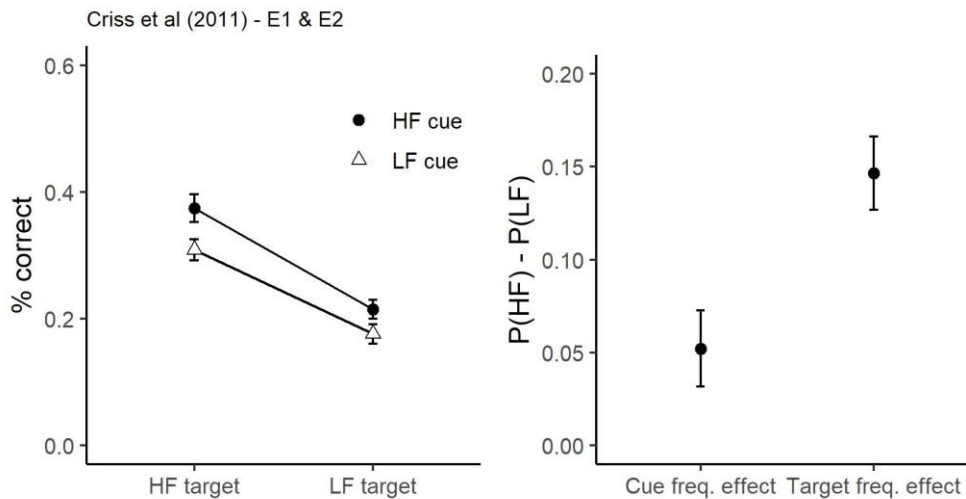 Criss et al (2011) - E1 & E2
% correct
0.6
0.4
0.2
0.0
HF cue
LF cue
HF target
LF target
P(HF) - P(LF)
0.20
0.15
0.10
0.05
0.00
Cue freq. effect
Target freq. effect